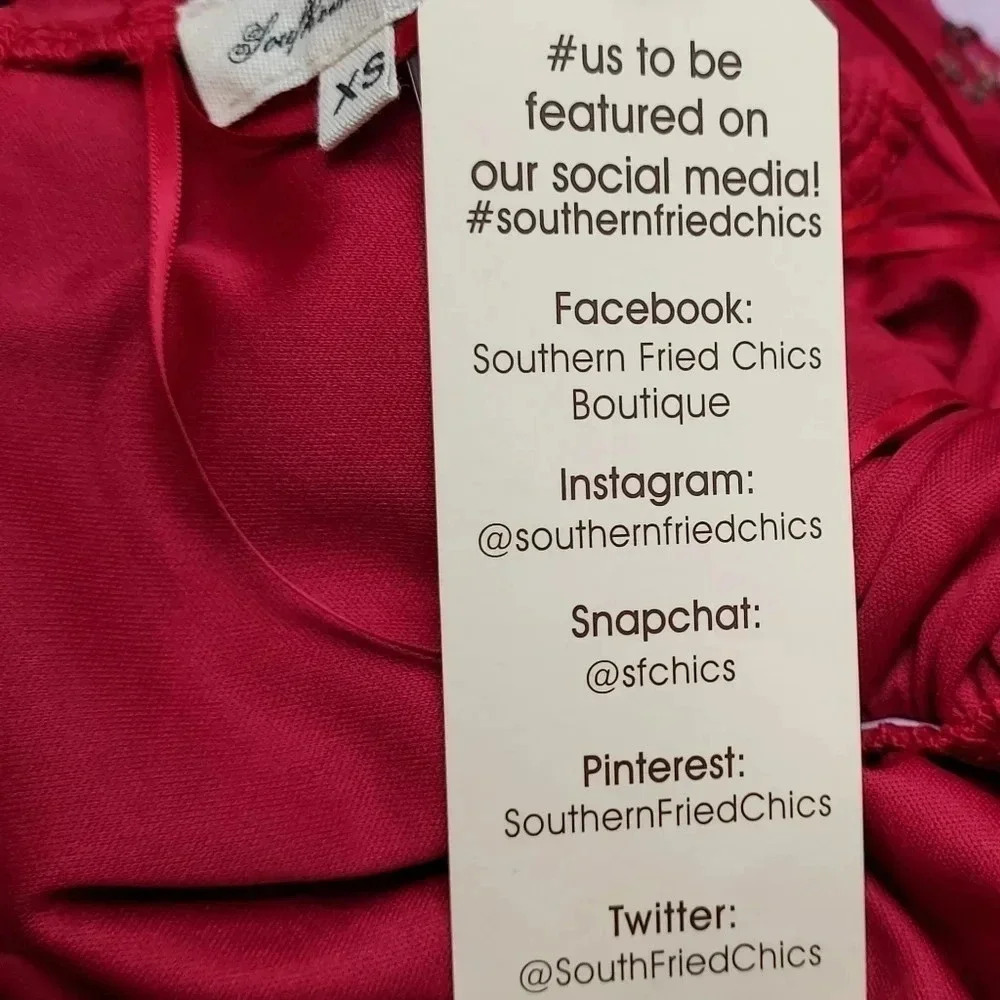 XS
#us to be
featured on
our social media!
#southernfriedchics
Facebook:
Southern Fried Chics
Boutique
Instagram:
@southernfriedchics
Snapchat:
@sfchics
Pinterest:
SouthernFriedChics
Twitter:
@SouthFriedChics